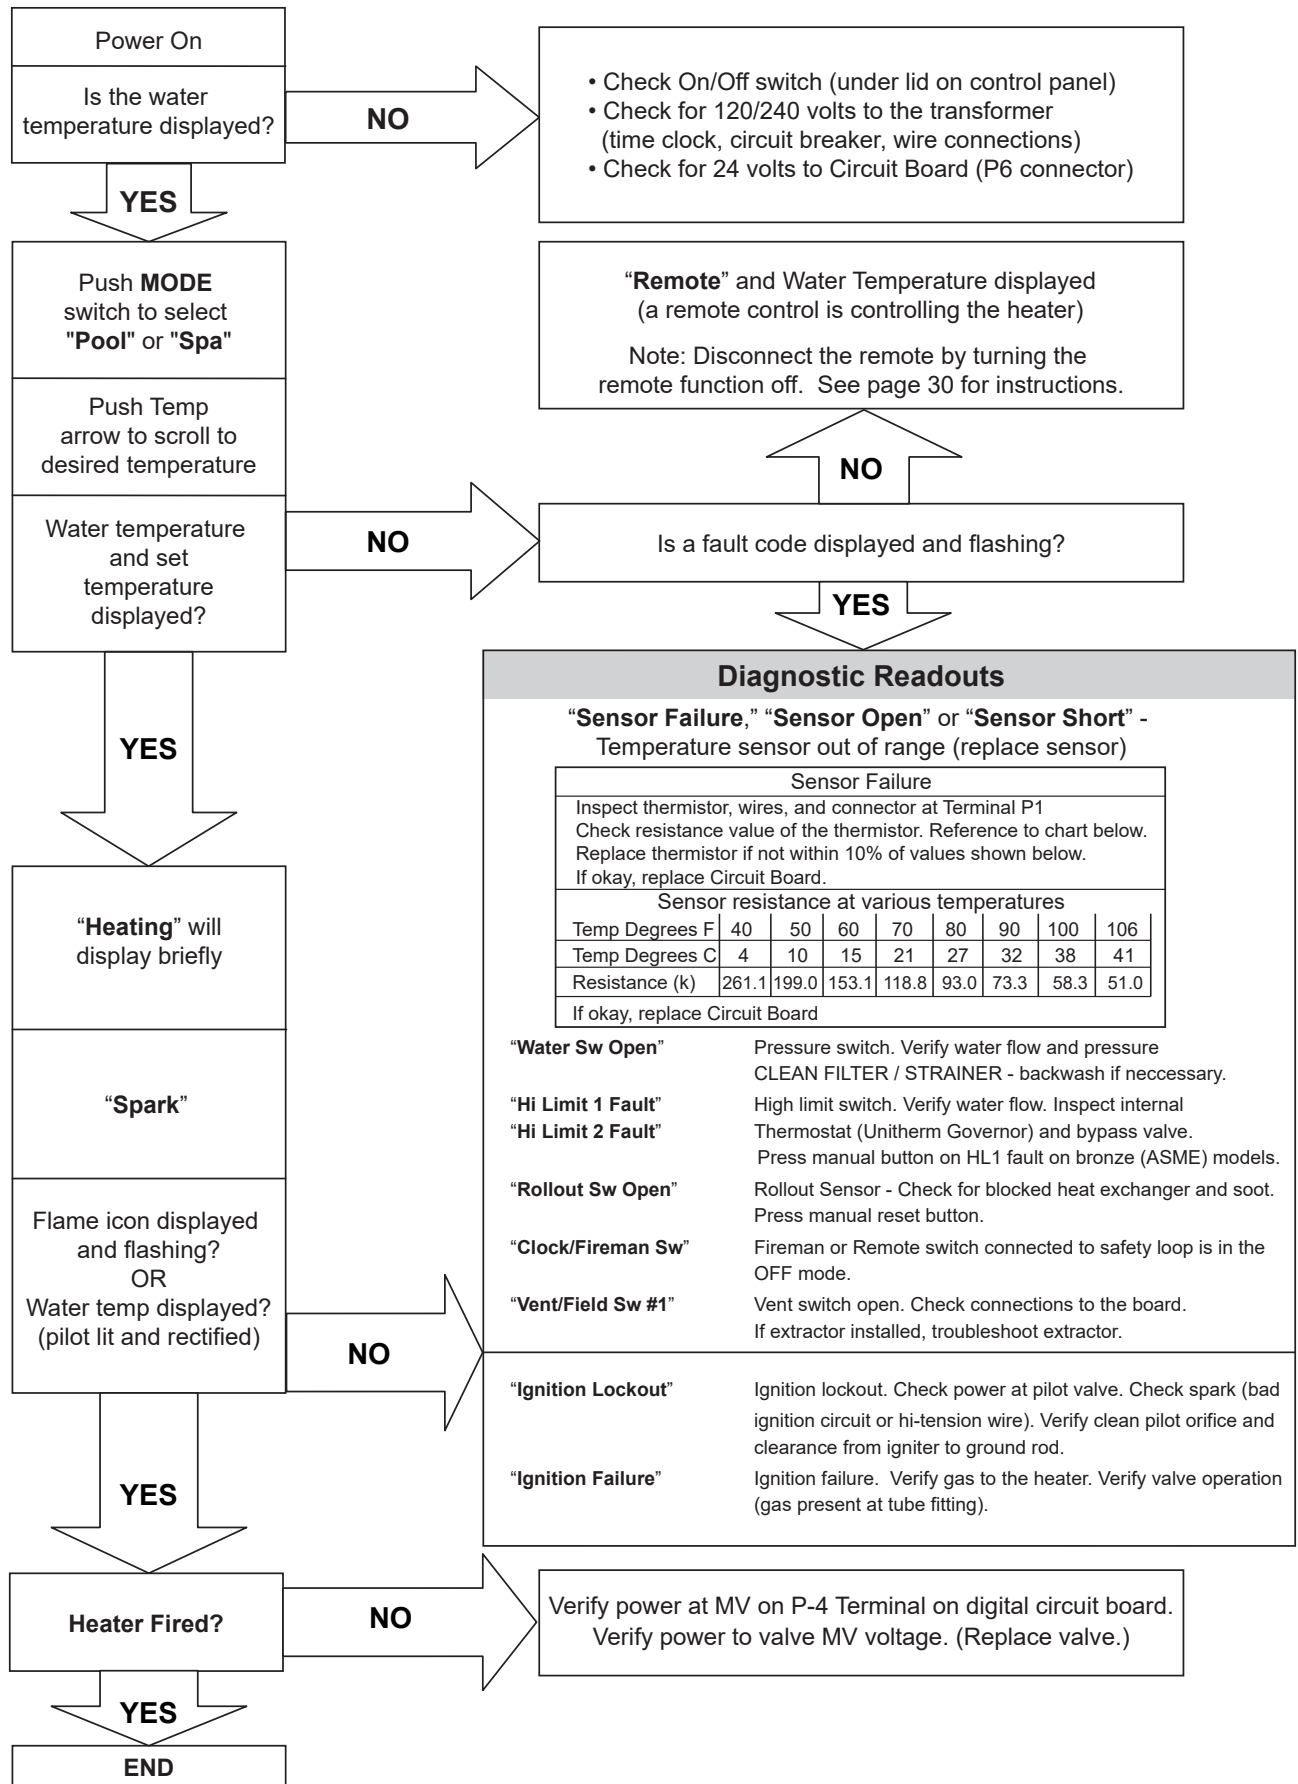 Power On
Is the water
temperature displayed?
NO
• Check On/Off switch (under lid on control panel)
• Check for 120/240 volts to the transformer
(time clock, circuit breaker, wire connections)
• Check for 24 volts to Circuit Board (P6 connector)
YES
Push MODE
switch to select
"Pool" or "Spa"
Push Temp
arrow to scroll to
desired temperature
Water temperature
and set
temperature
displayed?
NO
Is a fault code displayed and flashing?
NO
“Remote” and Water Temperature displayed
(a remote control is controlling the heater)
Note: Disconnect the remote by turning the
remote function off. See page 30 for instructions.
YES
Diagnostic Readouts
“Sensor Failure,” “Sensor Open” or “Sensor Short” -
Temperature sensor out of range (replace sensor)
Sensor Failure
Inspect thermistor, wires, and connector at Terminal P1
Check resistance value of the thermistor. Reference to chart below.
Replace thermistor if not within 10% of values shown below.
If okay, replace Circuit Board.
Sensor resistance at various temperatures
Temp Degrees F 40 50 60 70 80 90 100 106
Temp Degrees C 4 10 15 21 27 32 38 41
Resistance (k) 261.1 199.0 153.1 118.8 93.0 73.3 58.3 51.0
If okay, replace Circuit Board
“Water Sw Open” Pressure switch. Verify water flow and pressure
CLEAN FILTER / STRAINER - backwash if neccessary.
“Hi Limit 1 Fault” High limit switch. Verify water flow. Inspect internal
“Hi Limit 2 Fault” Thermostat (Unitherm Governor) and bypass valve.
Press manual button on HL1 fault on bronze (ASME) models.
“Rollout Sw Open” Rollout Sensor - Check for blocked heat exchanger and soot.
Press manual reset button.
“Clock/Fireman Sw” Fireman or Remote switch connected to safety loop is in the
OFF mode.
“Vent/Field Sw #1” Vent switch open. Check connections to the board.
If extractor installed, troubleshoot extractor.
“Ignition Lockout” Ignition lockout. Check power at pilot valve. Check spark (bad
ignition circuit or hi-tension wire). Verify clean pilot orifice and
clearance from igniter to ground rod.
“Ignition Failure” Ignition failure. Verify gas to the heater. Verify valve operation
(gas present at tube fitting).
YES
“Heating” will
display briefly
“Spark”
Flame icon displayed
and flashing?
OR
Water temp displayed?
(pilot lit and rectified)
NO
YES
Heater Fired?
NO
Verify power at MV on P-4 Terminal on digital circuit board.
Verify power to valve MV voltage. (Replace valve.)
YES
END